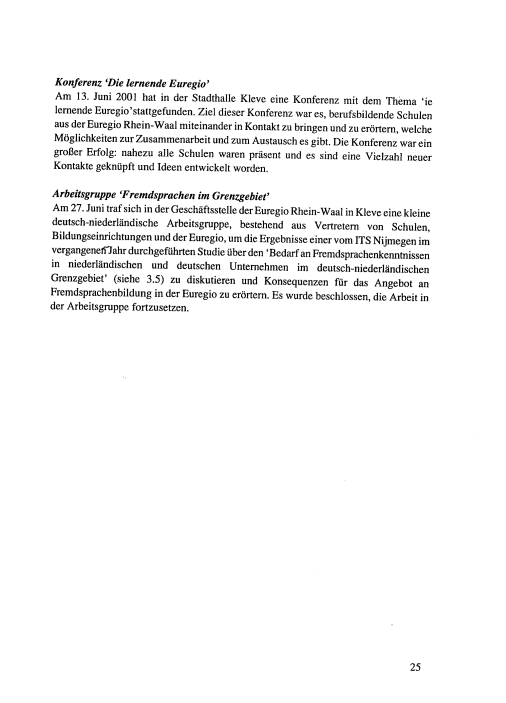 Konferenz ‘Die lernende Euregio’
Am 13. Juni 2001 hat in der Stadthalle Kleve eine Konferenz mit dem Thema ‘ie
lernende Euregio’stattgefunden. Ziel dieser Konferenz war es, berufsbildende Schulen
aus der Euregio Rhein-Waal miteinander in Kontakt zu bringen und zu erörtern, welche
Möglichkeiten zur Zusammenarbeit und zum Austausch es gibt. Die Konferenz war ein
großer Erfolg: nahezu alle Schulen waren präsent und es sind eine Vielzahl neuer
Kontakte geknüpft und Ideen entwickelt worden.
Arbeitsgruppe ‘Fremdsprachen im Grenzgebiet’
Am 27. Juni traf sich in der Geschäftsstelle der Euregio Rhein-Waal in Kleve eine kleine
deutsch-niederländische Arbeitsgruppe, bestehend aus Vertretern von Schulen,
Bildungseinrichtungen und der Euregio, um die Ergebnisse einer vom ITS Nijmegen im
vergangenen Jahr durchgeführten Studie über den ‘Bedarf an Fremdsprachenkenntnissen
in niederländischen und deutschen Unternehmen im deutsch-niederländischen
Grenzgebiet’ (siehe 3.5) zu diskutieren und Konsequenzen für das Angebot an
Fremdsprachenbildung in der Euregio zu erörtern. Es wurde beschlossen, die Arbeit in
der Arbeitsgruppe fortzusetzen.
25